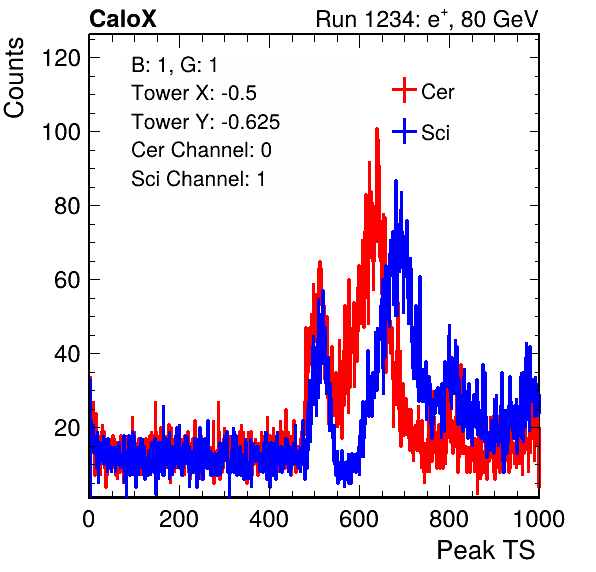 CaloX
Run 1234: e+, 80 GeV
Counts
B: 1, G: 1
Tower X: -0.5
Tower Y: -0.625
Cer Channel: 0
Sci Channel: 1
Cer
Sci
120
100
80
60
40
20
0 200 400 600 800 1000
Peak TS